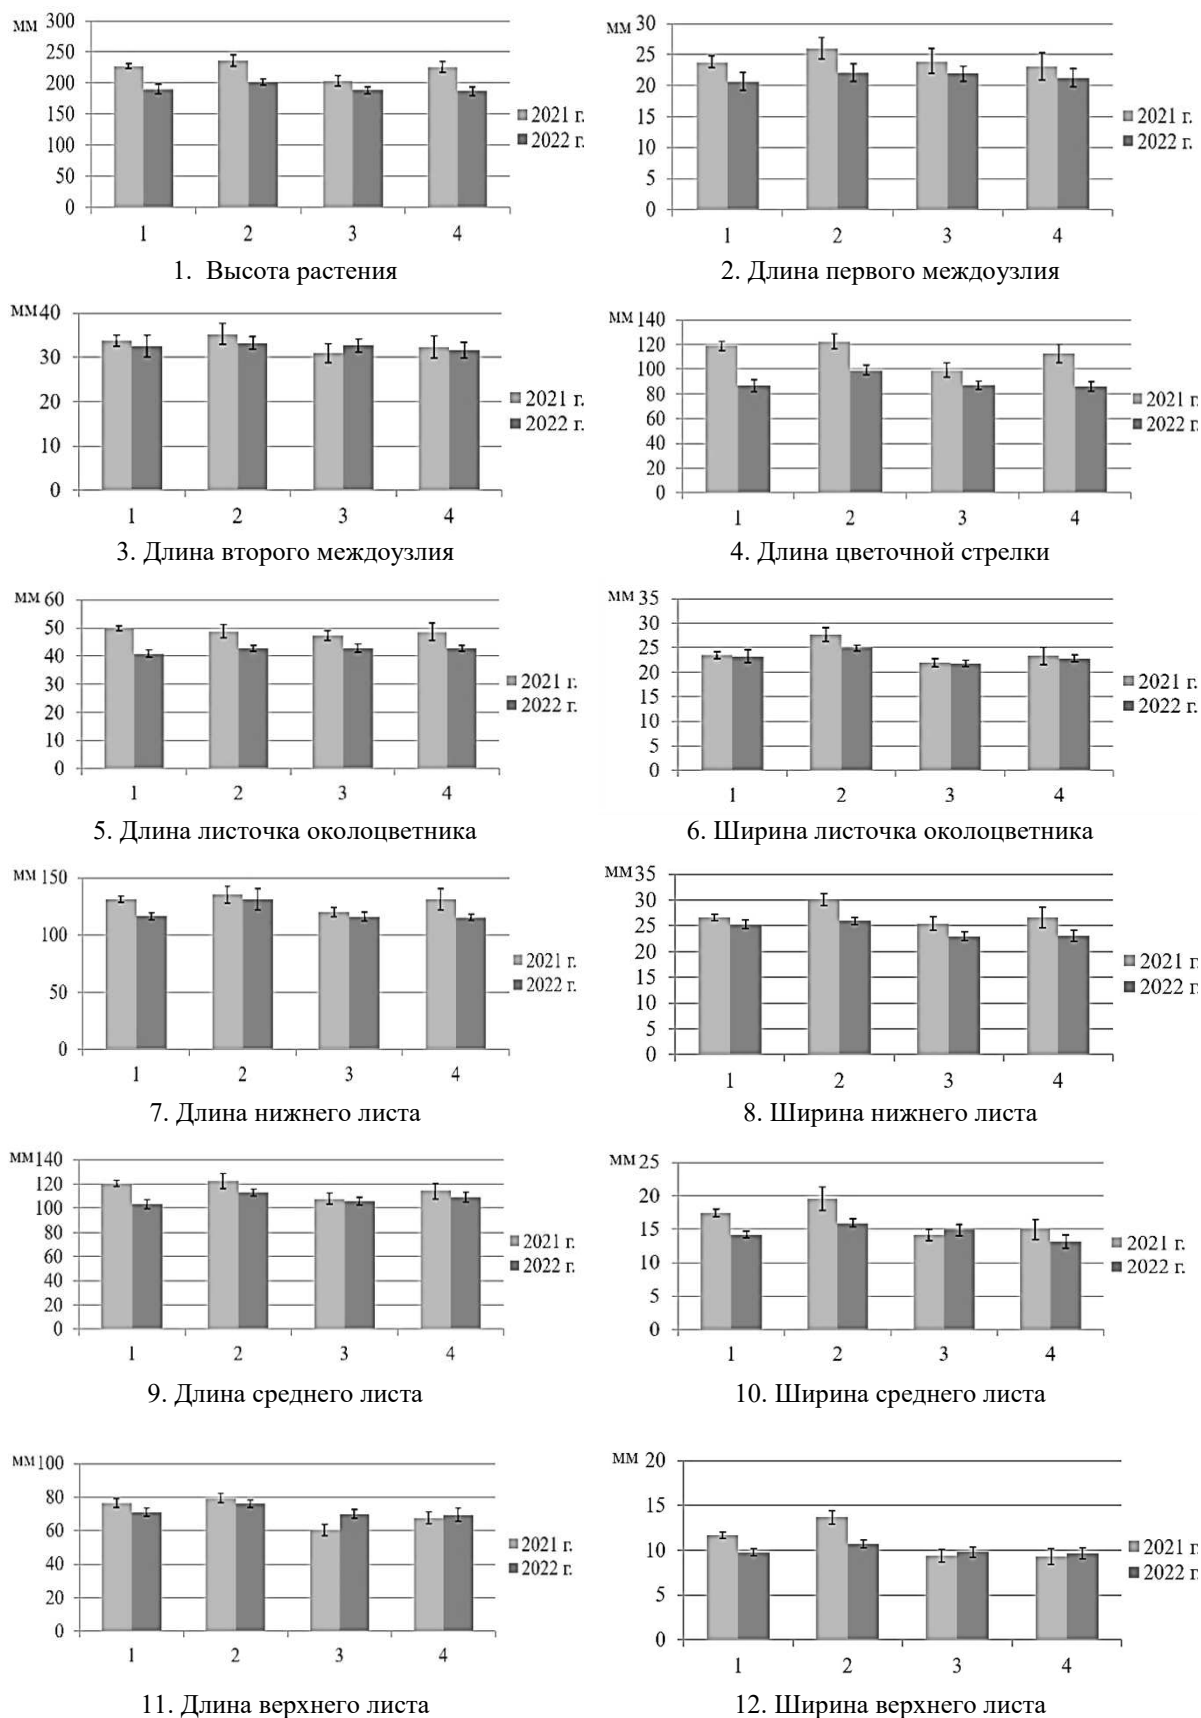 мм 300
250
200
150
100
50
0
1 2 3 4
2021 г.
2022 г.
1. Высота растения
мм 30
25
20
15
10
5
0
1 2 3 4
2021 г.
2022 г.
2. Длина первого междоузлия
мм 40
30
20
10
0
1 2 3 4
2021 г.
2022 г.
3. Длина второго междоузлия
мм 140
120
100
80
60
40
20
0
1 2 3 4
2021 г.
2022 г.
4. Длина цветочной стрелки
мм 60
50
40
30
20
10
0
1 2 3 4
2021 г.
2022 г.
5. Длина листочка околоцветника
мм 35
30
25
20
15
10
5
0
1 2 3 4
2021 г.
2022 г.
6. Ширина листочка околоцветника
мм 150
100
50
0
1 2 3 4
2021 г.
2022 г.
7. Длина нижнего листа
мм 35
30
25
20
15
10
5
0
1 2 3 4
2021 г.
2022 г.
8. Ширина нижнего листа
мм 140
120
100
80
60
40
20
0
1 2 3 4
2021 г.
2022 г.
9. Длина среднего листа
мм 25
20
15
10
5
0
1 2 3 4
2021 г.
2022 г.
10. Ширина среднего листа
мм 100
80
60
40
20
0
1 2 3 4
2021 г.
2022 г.
11. Длина верхнего листа
мм 20
15
10
5
0
1 2 3 4
2021 г.
2022 г.
12. Ширина верхнего листа